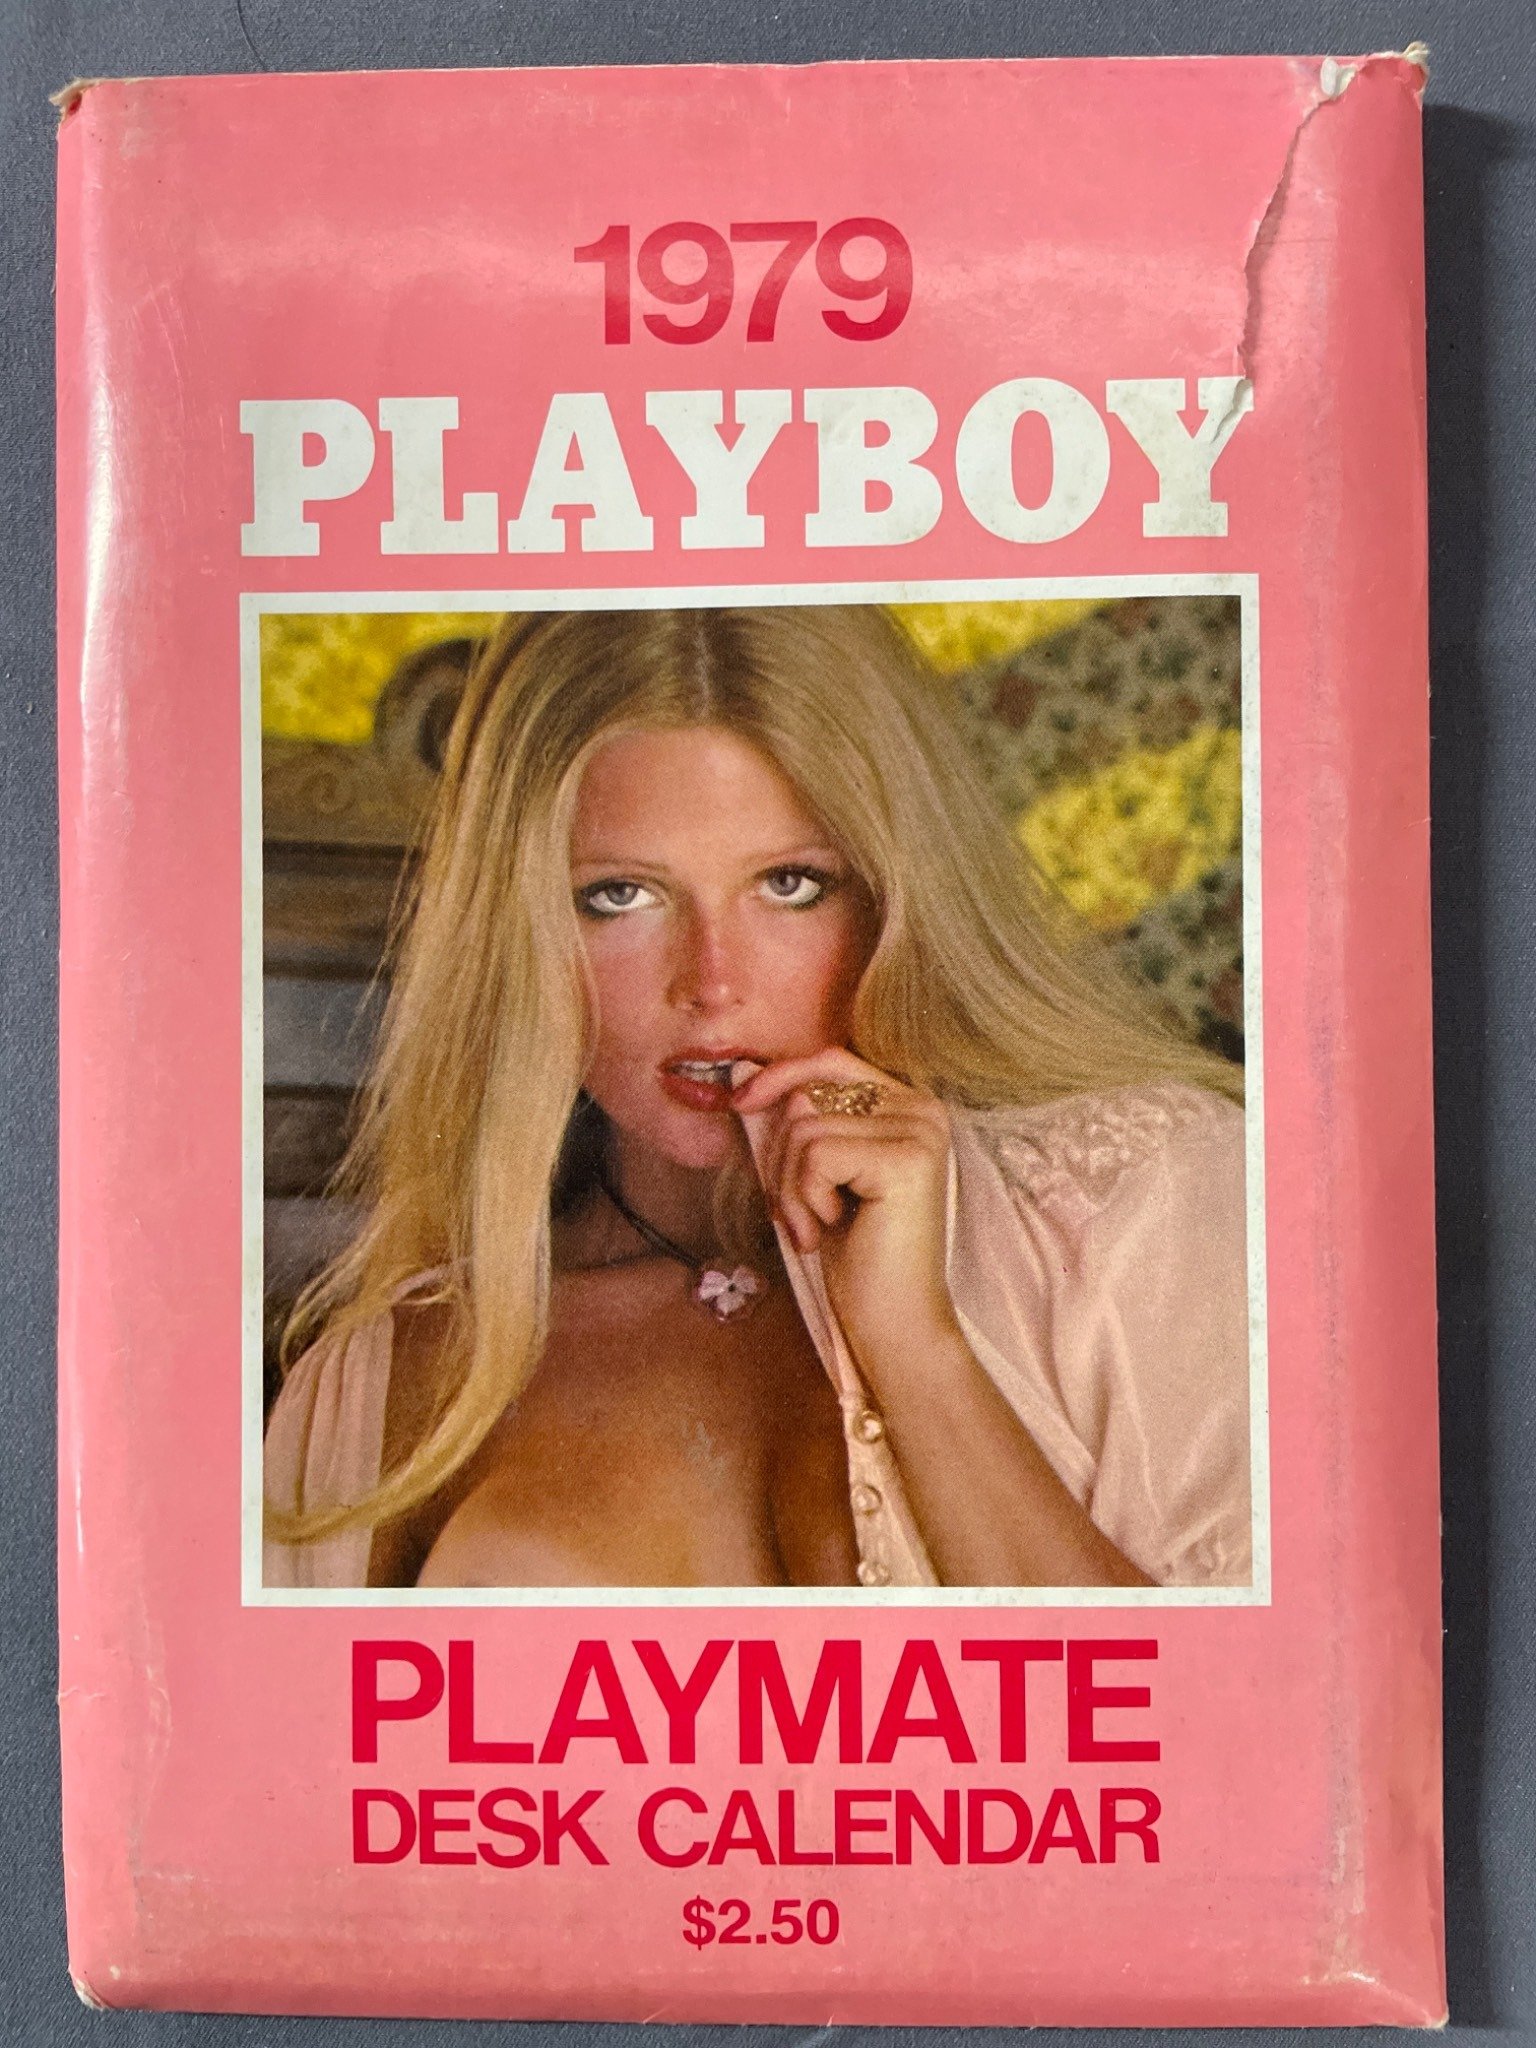 1979
PLAYBOY
PLAYMATE
DESK CALENDAR
$2.50